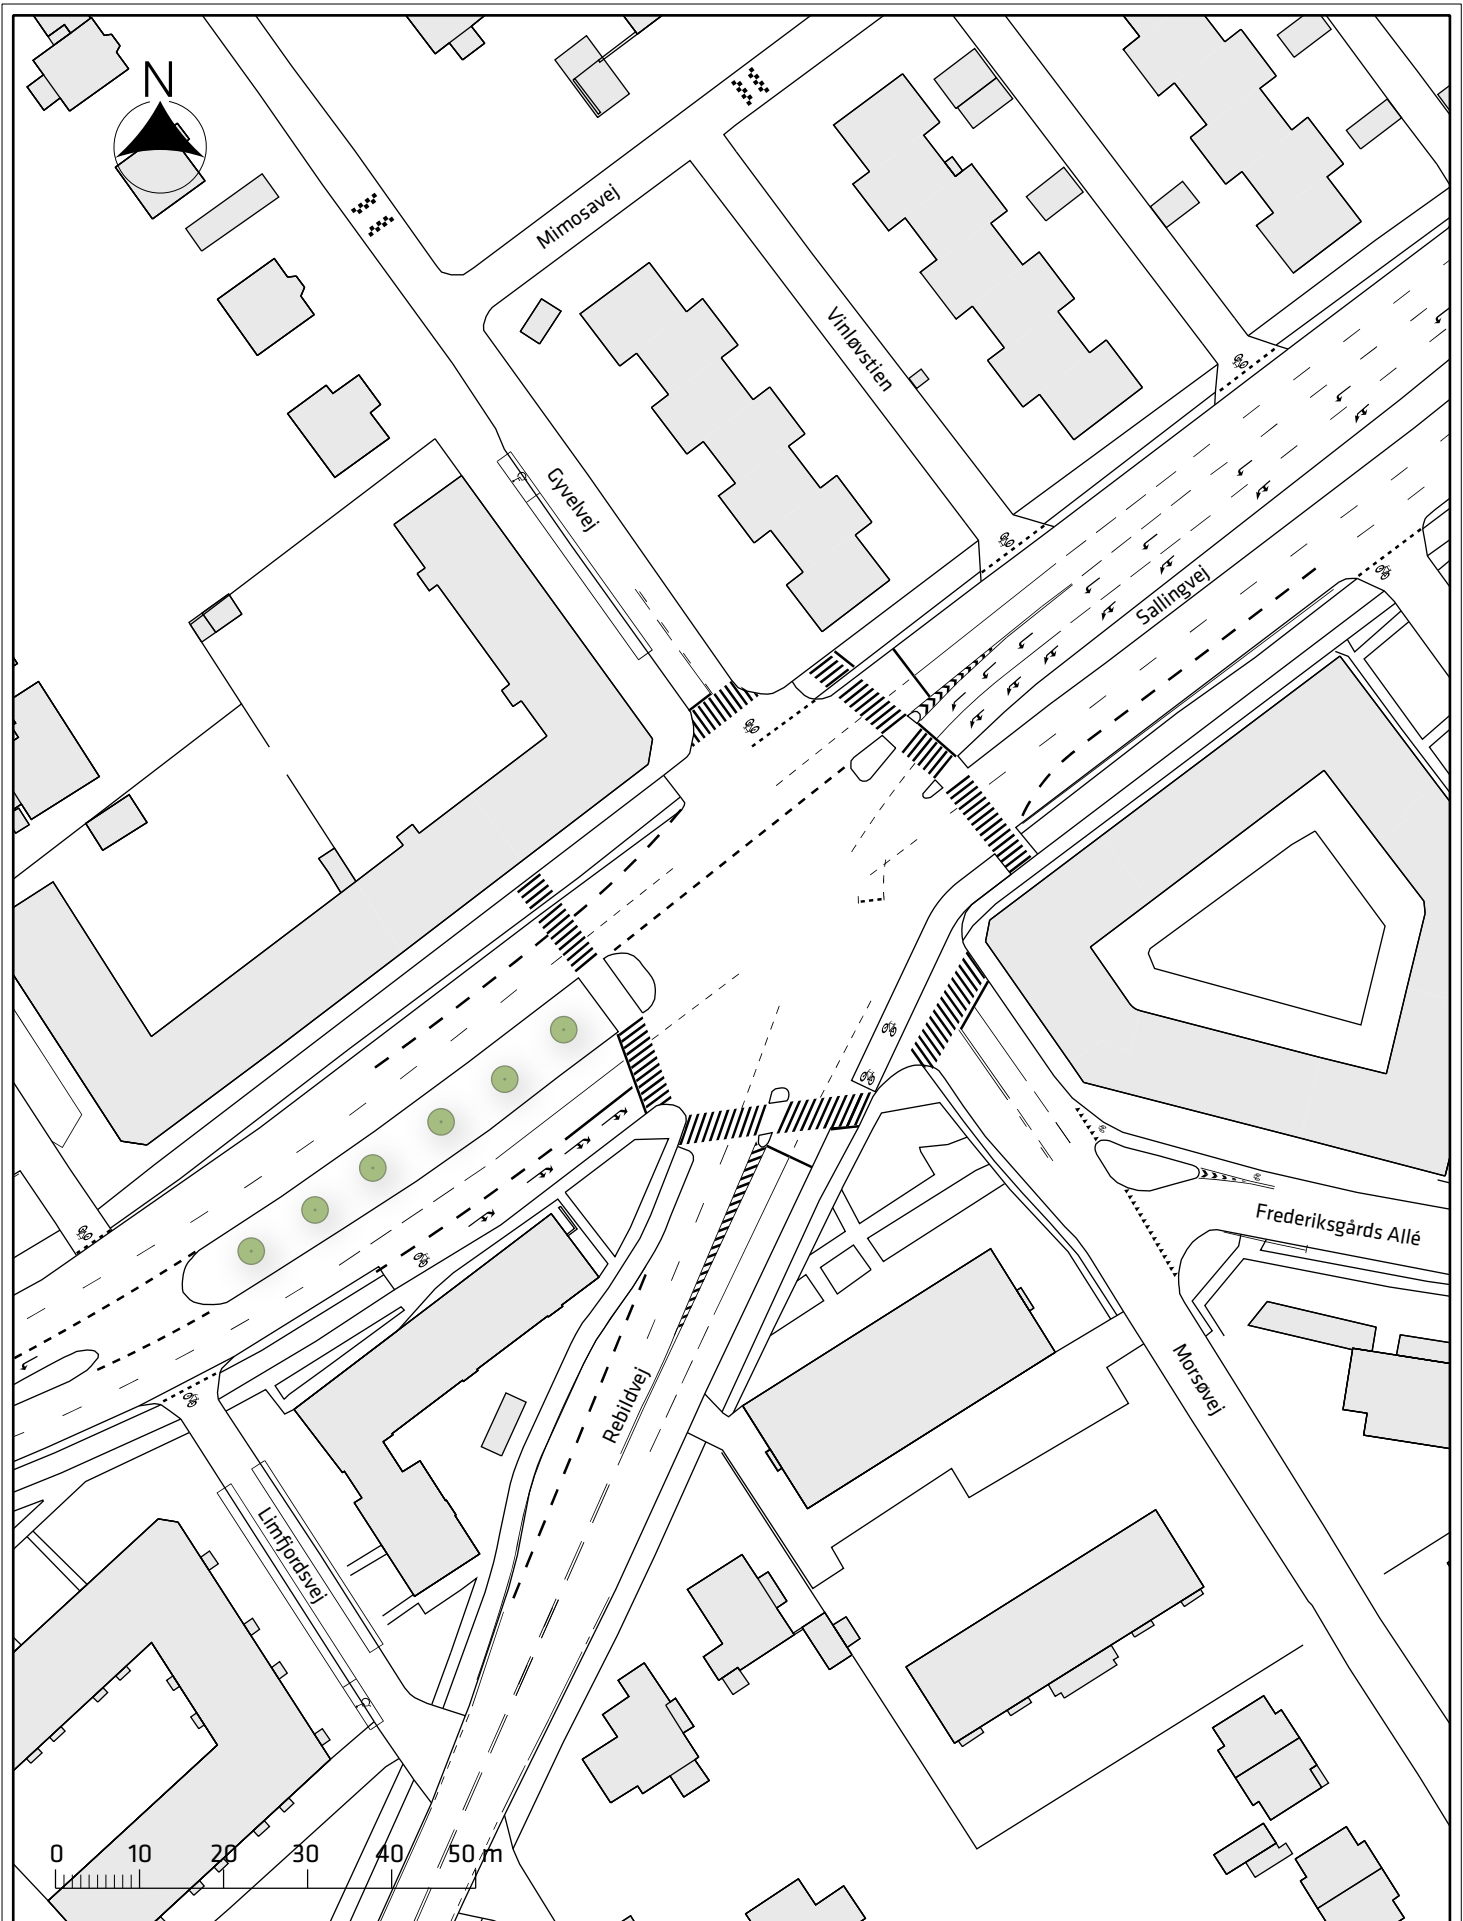 N
Mimosavej
Vinløvstien
Gyvelvej
Sallingvej
Frederiksgårds Allé
Morsøvej
Rebildvej
Limfjordsvej
0 10 20 30 40 50 m